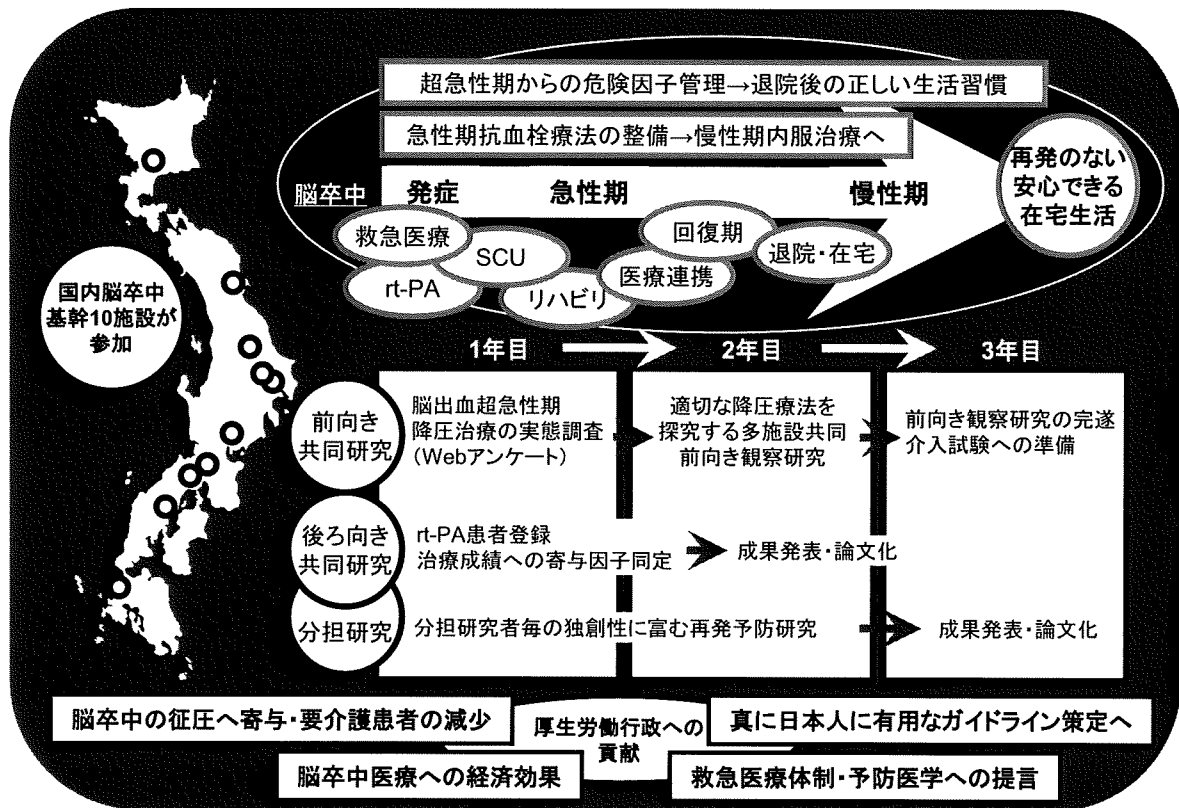 超急性期からの危険因子管理→退院後の正しい生活習慣
急性期抗血栓療法の整備→慢性期内服治療へ
再発のない
安心できる
在宅生活
脳卒中
発症
急性期
慢性期
救急医療
rt-PA
SCU
リハビリ
医療連携
回復期
退院・在宅
国内脳卒中
基幹10施設が
参加
1年目
2年目
3年目
前向き
共同研究
脳出血超急性期
降圧治療の実態調査
（Webアンケート）
適切な降圧療法を
探究する多施設共同
前向き観察研究
前向き観察研究の完遂
介入試験への準備
後ろ向き
共同研究
rt-PA患者登録
治療成績への寄与因子同定
成果発表・論文化
分担研究
分担研究者毎の独創性に富む再発予防研究
成果発表・論文化
脳卒中の征圧へ寄与・要介護患者の減少
厚生労働行政への
貢献
真に日本人に有用なガイドライン策定へ
脳卒中医療への経済効果
救急医療体制・予防医学への提言